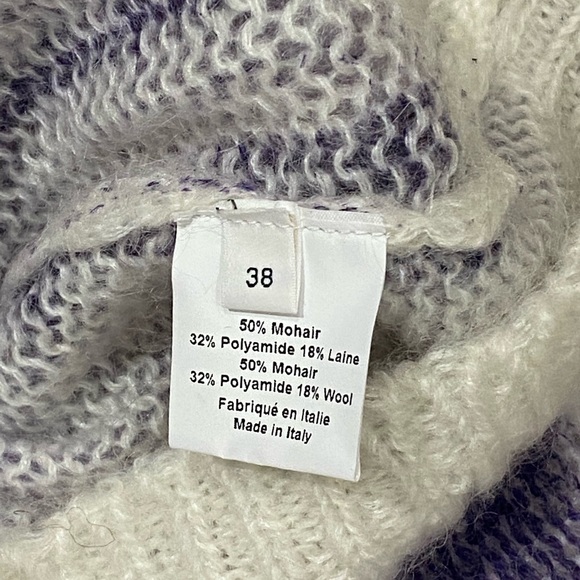 38
50% Mohair
32% Polyamide 18% Laine
50% Mohair
32% Polyamide 18% Wool
Fabriqué en Italie
Made in Italy